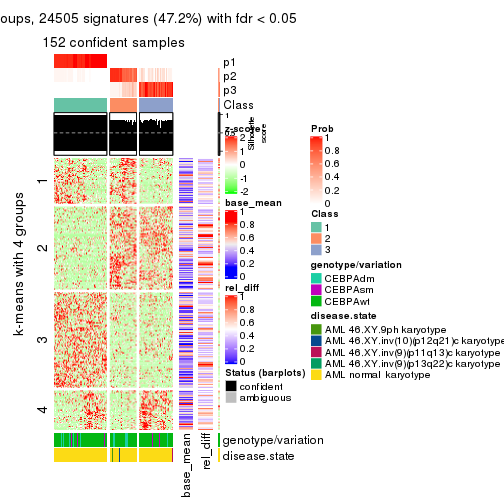 oups, 24505 signatures (47.2%) with fdr < 0.05
152 confident samples
p1
p2
p3
Class
1
0.5
0
Silhouette
score
z-score
2
1
0
-1
-2
base_mean
1
0.8
0.6
0.4
0.2
0
rel_diff
1
0.8
0.6
0.4
0.2
0
Status (barplots)
confident
ambiguous
Prob
1
0.8
0.6
0.4
0.2
0
Class
1
2
3
genotype/variation
CEBPAdm
CEBPAsm
CEBPAwt
disease.state
AML 46.XY.9ph karyotype
AML 46.XY.inv(10)(p12q21)c karyotype
AML 46.XY.inv(9)(p11q13)c karyotype
AML 46.XY.inv(9)(p13q22)c karyotype
AML normal karyotype
k-means with 4 groups
1
2
3
4
genotype/variation
disease.state
base_mean
rel_diff